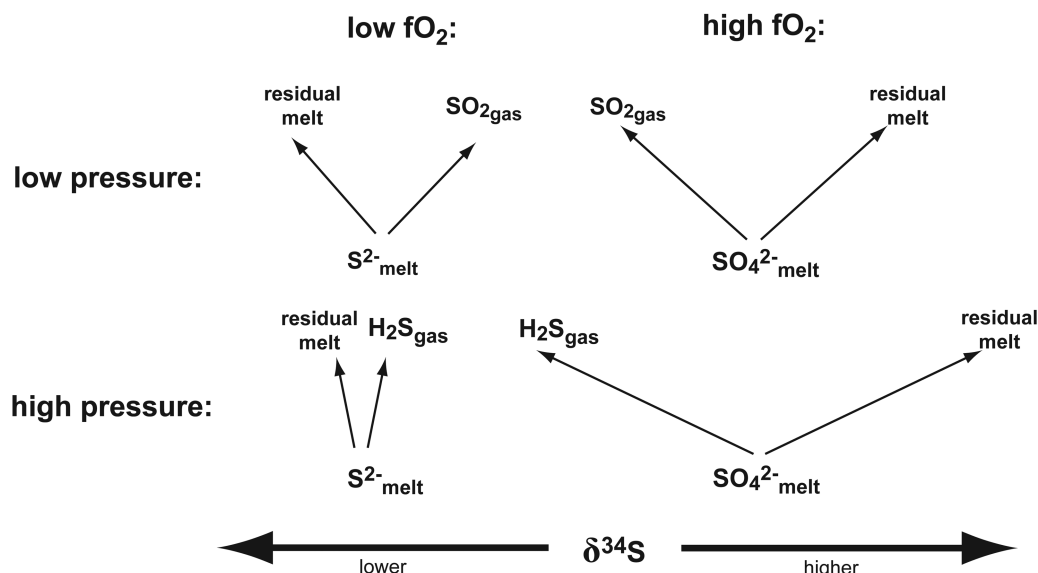 low fO2:
high fO2:
low pressure:
residual
melt
SO2gas
SO2gas
residual
melt
S2-melt
SO42-melt
high pressure:
residual
melt
H2Sgas
H2Sgas
residual
melt
S2-melt
SO42-melt
δ34S
lower
higher